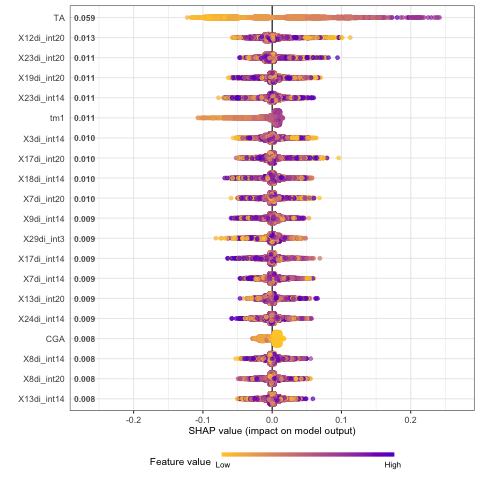 TA 0.059
X12di_int20 0.013
X23di_int20 0.011
X19di_int20 0.011
X23di_int14 0.011
tm1 0.011
X3di_int14 0.010
X17di_int20 0.010
X18di_int14 0.010
X7di_int20 0.010
X9di_int14 0.009
X29di_int3 0.009
X17di_int14 0.009
X7di_int14 0.009
X13di_int20 0.009
X24di_int14 0.009
CGA 0.008
X8di_int14 0.008
X8di_int20 0.008
X13di_int14 0.008
-0.2 -0.1 0.0 0.1 0.2
SHAP value (impact on model output)
Feature value Low High